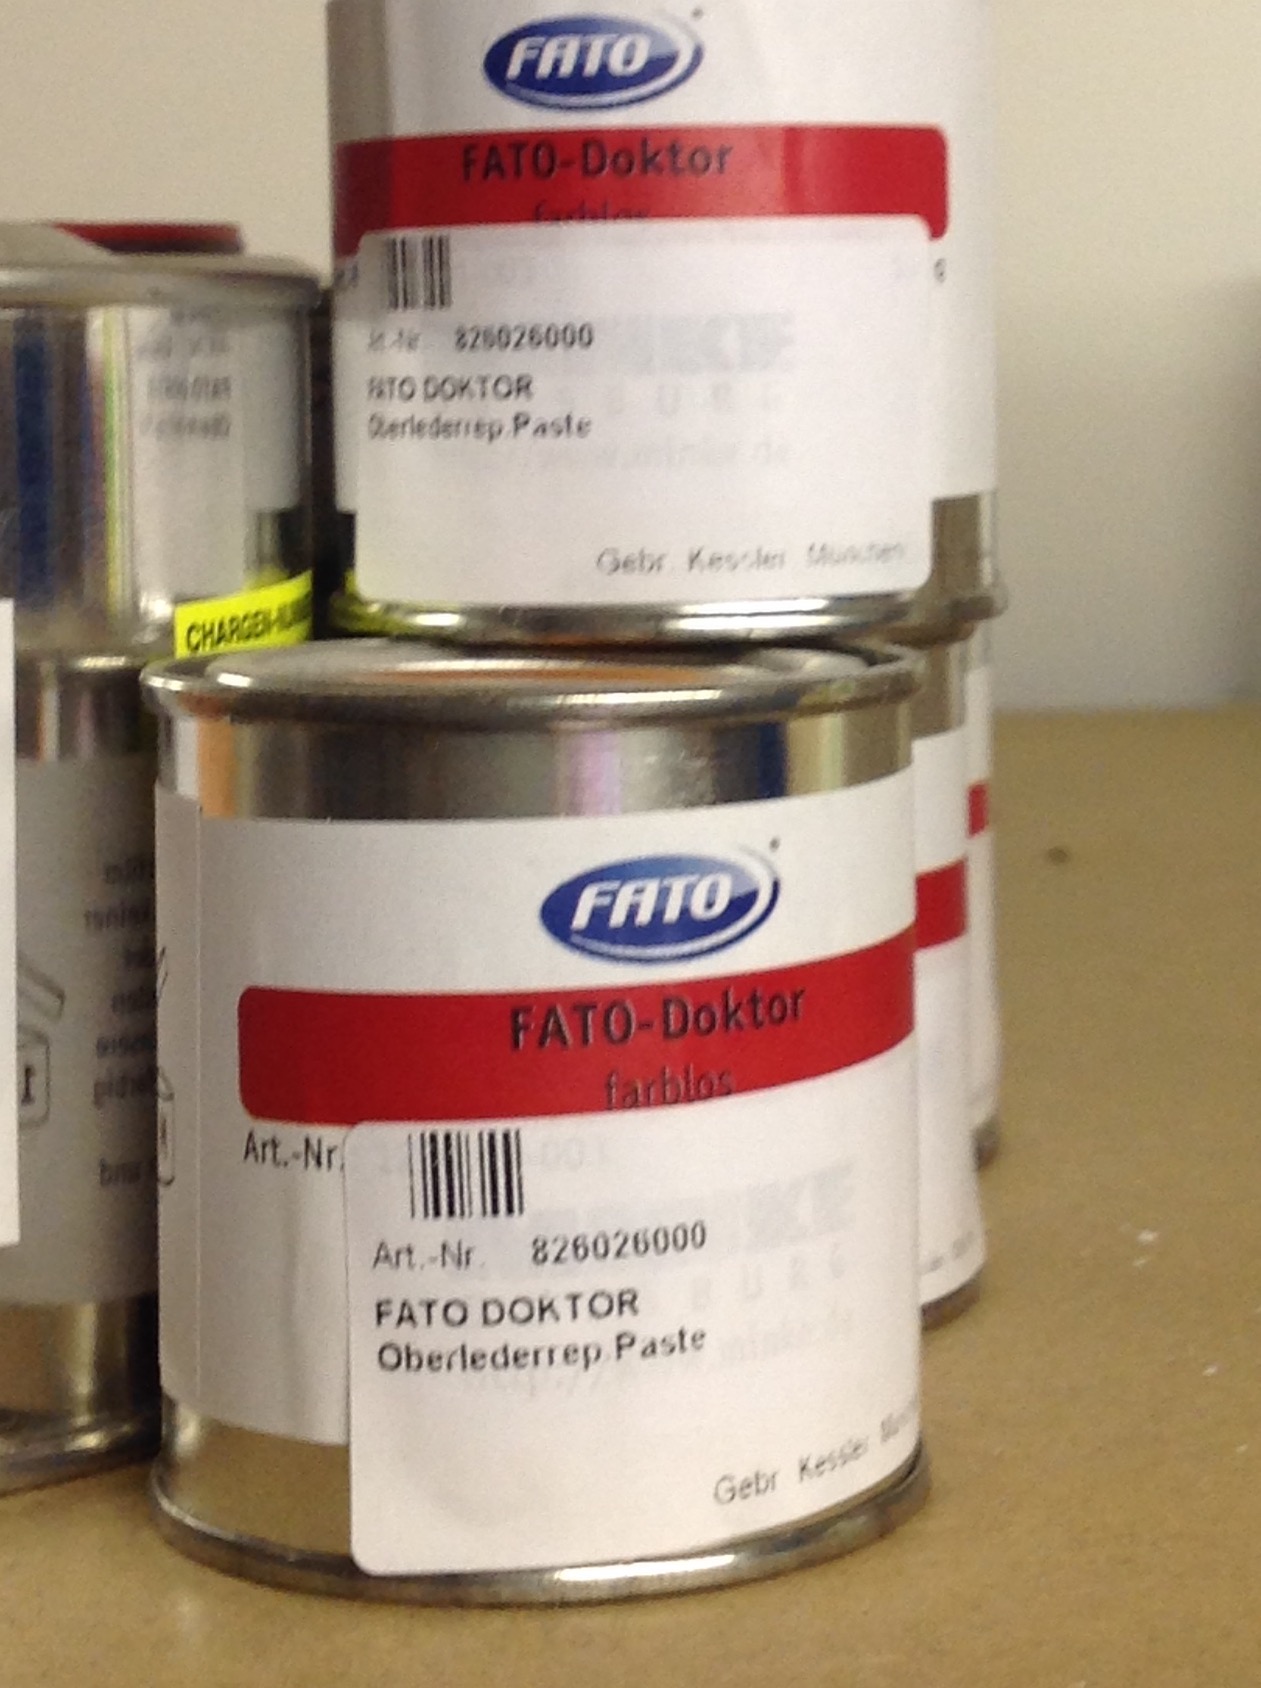 FATO
FATO-Doktor
farblos
Art.-Nr. 826026000
FATO DOKTOR
Oberlederrep.Paste
Gebr. Kessler München
CHARGEN-
FATO
FATO-Doktor
farblos
Art.-Nr.
Art.-Nr. 826026000
FATO DOKTOR
Oberlederrep.Paste
Gebr. Kessler